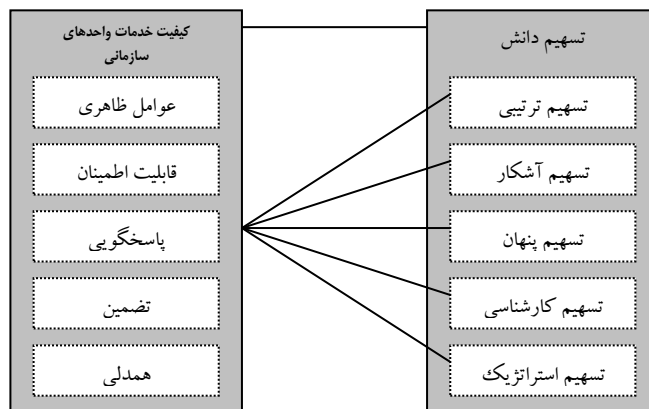 تسهیم دانش
تسهیم ترتیبی
تسهیم آشکار
تسهیم پنهان
تسهیم کارشناسی
تسهیم استراتژیک
کیفیت خدمات واحدهای
سازمانی
عوامل ظاهری
قابلیت اطمینان
پاسخگویی
تضمین
همدلی